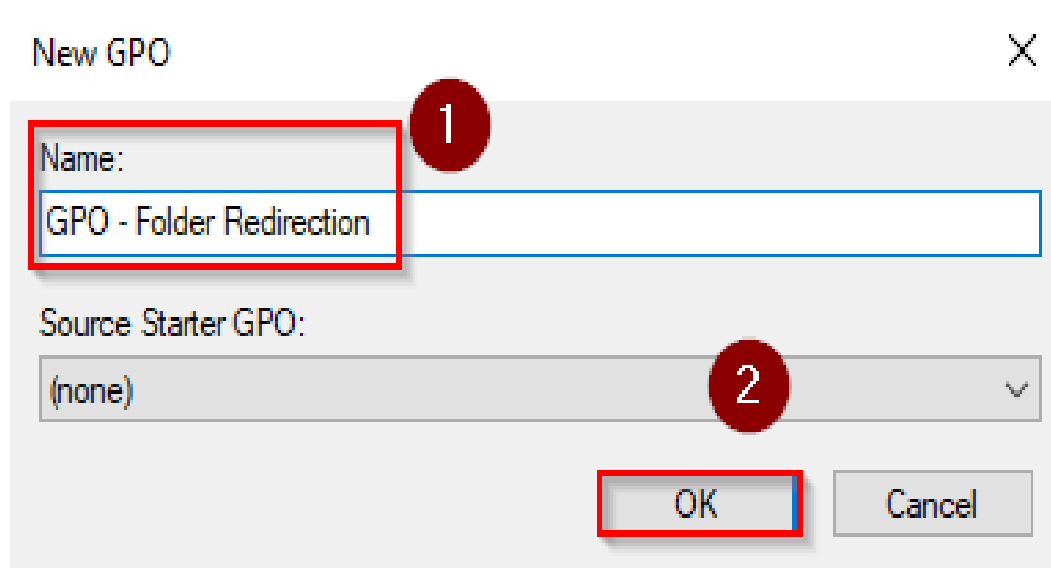 New GPO
1
Name:
GPO - Folder Redirection
Source Starter GPO:
(none)
2
OK
Cancel